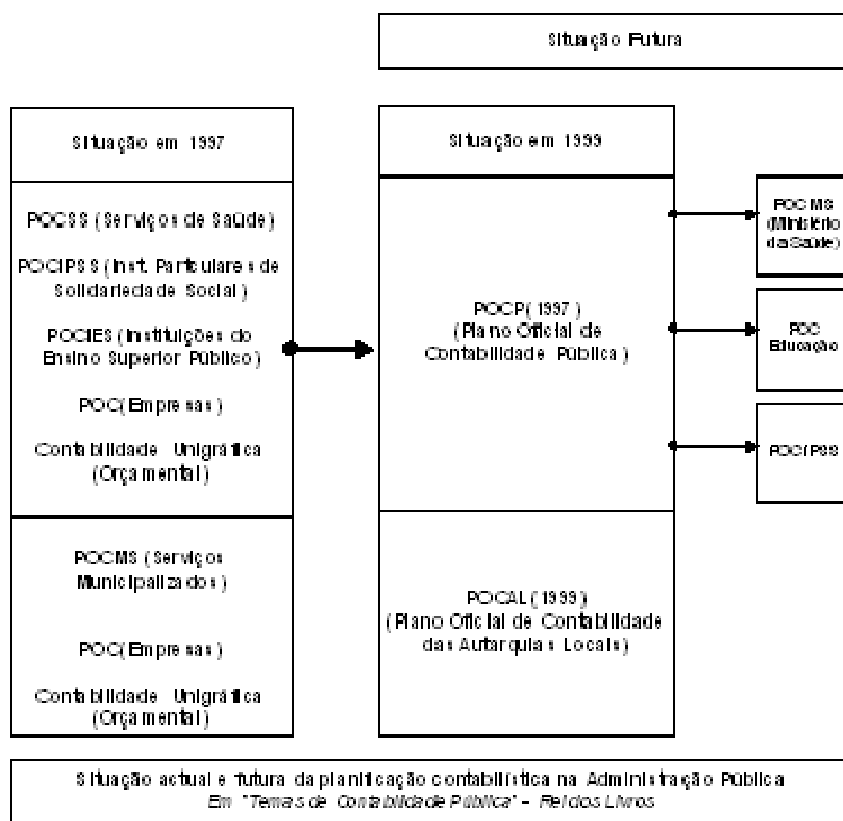 Situação Futura
Situação em 1997
POCSS (Serviços de Saúde)
POCIPSS (Inst. Particulares de
Solidariedade Social)
POCIES (Instituições do
Ensino Superior Público)
POC(Empresas)
Contabilidade Unigráfica
(Orçamental)
POCMS (Serviços
Municipalizados)
POC(Empresas)
Contabilidade Unigráfica
(Orçamental)
Situação em 1999
POCP(1997)
(Plano Oficial de
Contabilidade Pública)
POCAL(1999)
(Plano Oficial de Contabilidade
das Autarquias Locais)
POC MS
(Ministério
da Saúde)
POC
Educação
Situação actual e futura da planificação contabilística na Administração Pública
Em "Temas de Contabilidade Pública" - Rei dos Livros